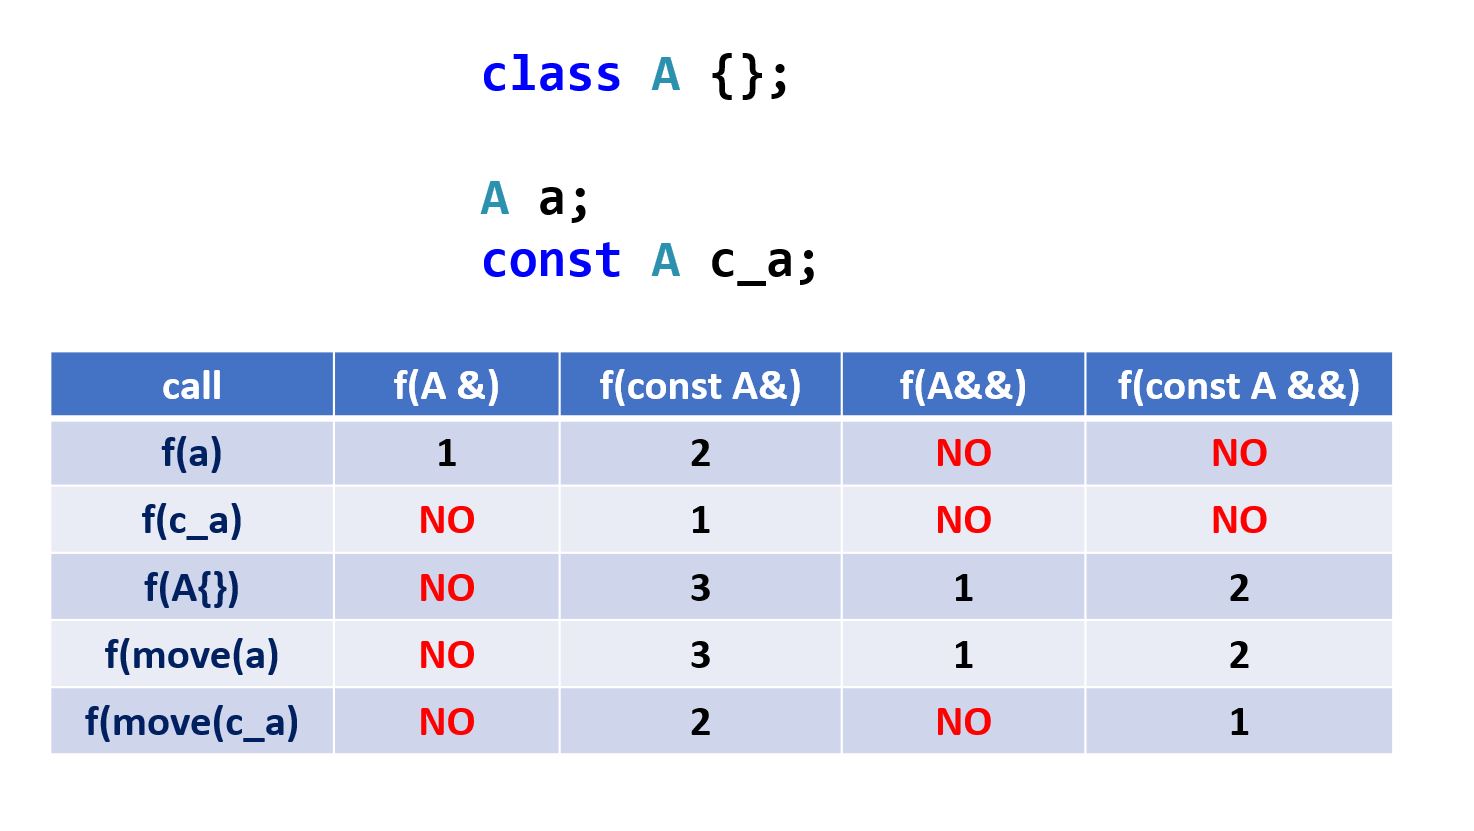 class A {};
A a;
const A c_a;
call f(A &) f(const A&) f(A&&) f(const A &&)
f(a) 1 2 NO NO
f(c_a) NO 1 NO NO
f(A{}) NO 3 1 2
f(move(a) NO 3 1 2
f(move(c_a) NO 2 NO 1